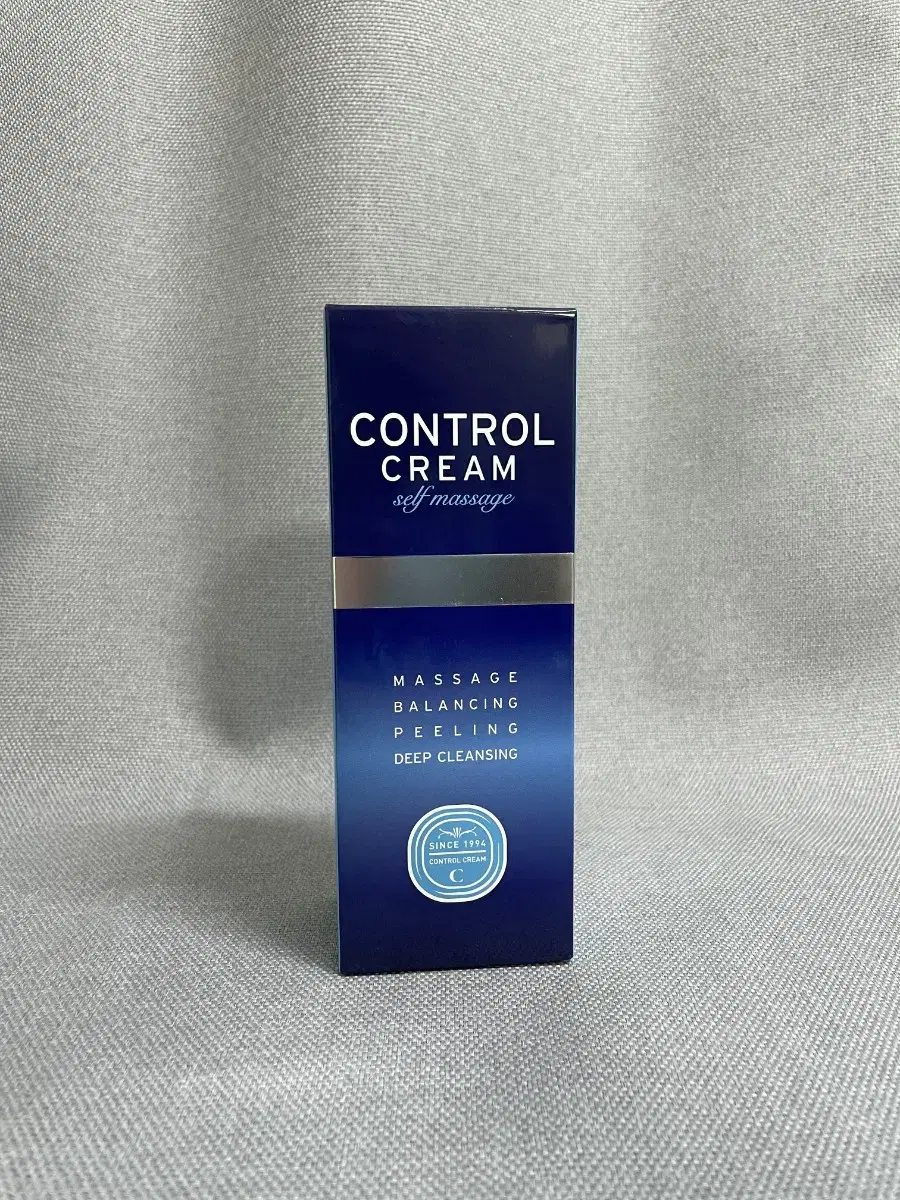 CONTROL
CREAM
self massage
MASSAGE
BALANCING
PEELING
DEEP CLEANSING
SINCE 1994
CONTROL CREAM
C